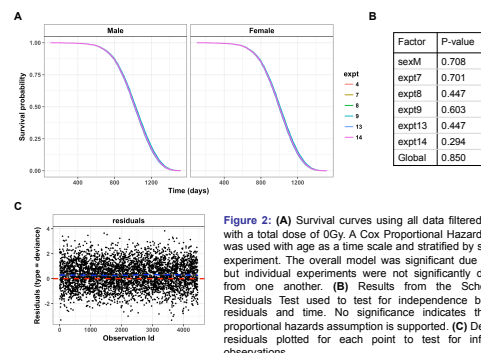 A
B
Male
Female
Survival probability
1.00
0.75
0.50
0.25
0.00
400
800
1200
400
800
1200
Time (days)
expt
4
7
8
9
13
14
Factor P-value
sexM 0.708
expt7 0.701
expt8 0.447
expt9 0.603
expt13 0.447
expt14 0.294
Global 0.850
C
residuals
Residuals (type = deviance)
4
2
0
-2
0
1000
2000
3000
4000
Observation Id
Figure 2: (A) Survival curves using all data filtered
with a total dose of 0Gy. A Cox Proportional Hazard
was used with age as a time scale and stratified by s
experiment. The overall model was significant due
but individual experiments were not significantly d
from one another. (B) Results from the Scho
Residuals Test used to test for independence b
residuals and time. No significance indicates th
proportional hazards assumption is supported. (C) De
residuals plotted for each point to test for inf
observations